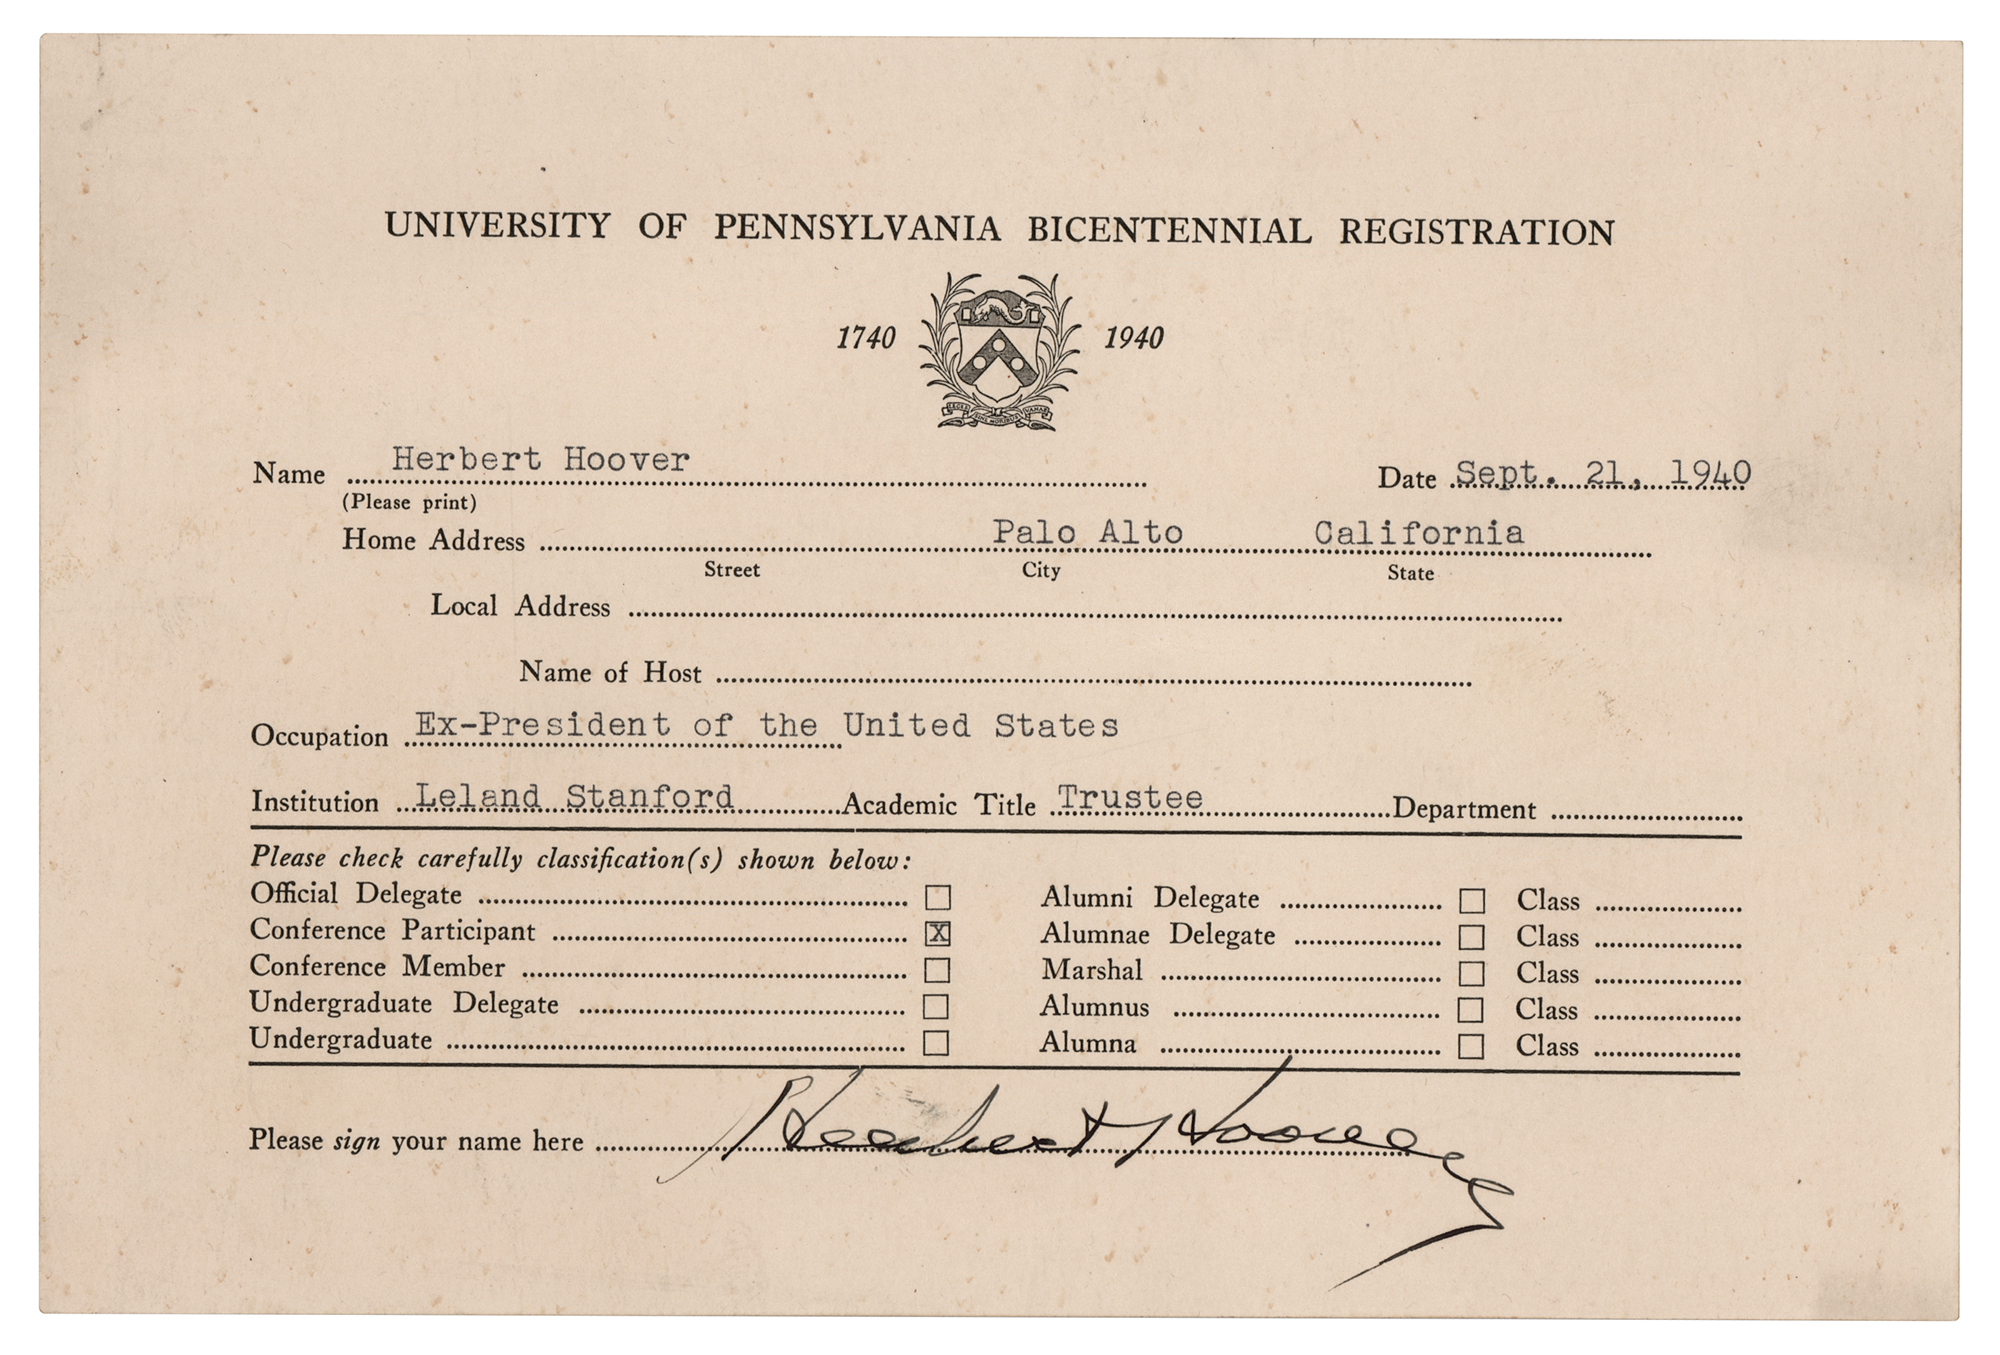 UNIVERSITY OF PENNSYLVANIA BICENTENNIAL REGISTRATION
1740 1940
LEGES SINE MORIBUS VANAE
Name Herbert Hoover Date Sept. 21, 1940
(Please print)
Home Address Palo Alto California
Street City State
Local Address
Name of Host
Occupation Ex-President of the United States
Institution Leland Stanford Academic Title Trustee Department
Please check carefully classification(s) shown below:
Official Delegate Alumni Delegate Class
Conference Participant X Alumnae Delegate Class
Conference Member Marshal Class
Undergraduate Delegate Alumnus Class
Undergraduate Alumna Class
Please sign your name here Herbert Hoover